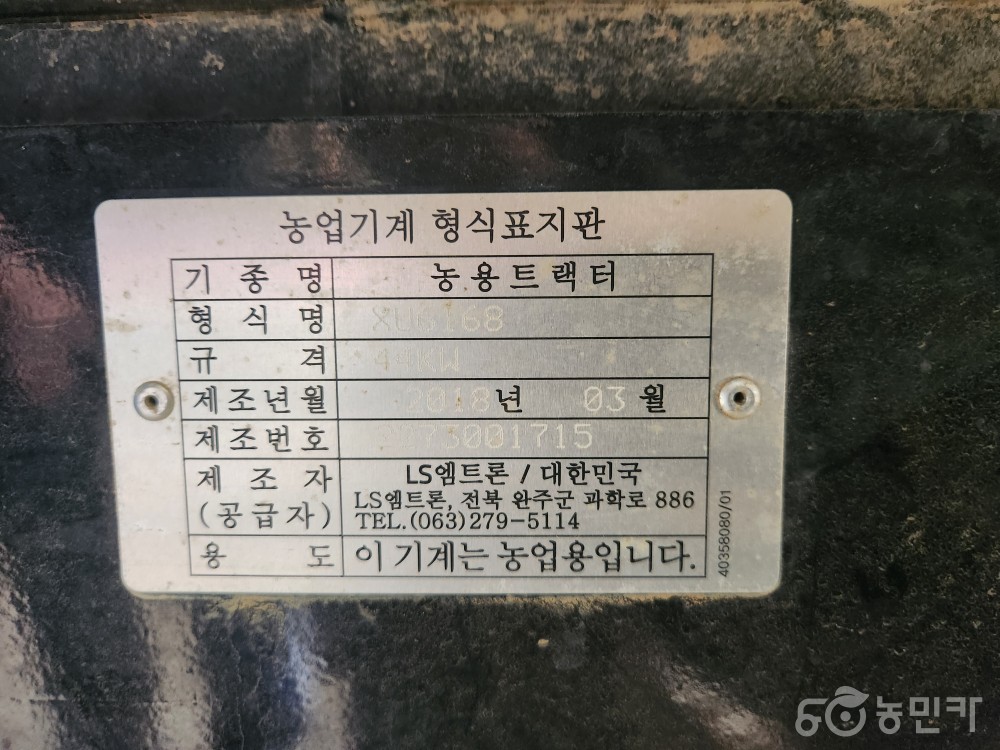 농업기계 형식표지판
기 종 명 농용트랙터
형 식 명 XU6168
규 격
제조년월 2018년 03월
제조번호
제 조 자 LS엠트론 / 대한민국
(공급자) LS엠트론, 전북 완주군 과학로 886
TEL.(063)279-5114
용 도 이 기계는 농업용입니다.
40358080/01
농민카